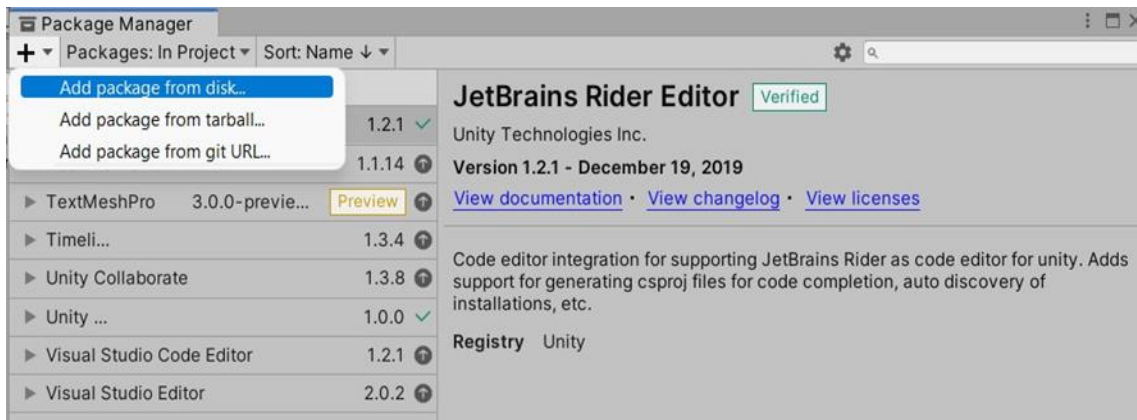 Package Manager
Packages: In Project Sort: Name ↓
Add package from disk...
Add package from tarball...
Add package from git URL...
1.2.1
1.1.14
TextMeshPro 3.0.0-previe... Preview
Timeli... 1.3.4
Unity Collaborate 1.3.8
Unity ... 1.0.0
Visual Studio Code Editor 1.2.1
Visual Studio Editor 2.0.2
JetBrains Rider Editor Verified
Unity Technologies Inc.
Version 1.2.1 - December 19, 2019
View documentation • View changelog • View licenses
Code editor integration for supporting JetBrains Rider as code editor for unity. Adds
support for generating csproj files for code completion, auto discovery of
installations, etc.
Registry Unity